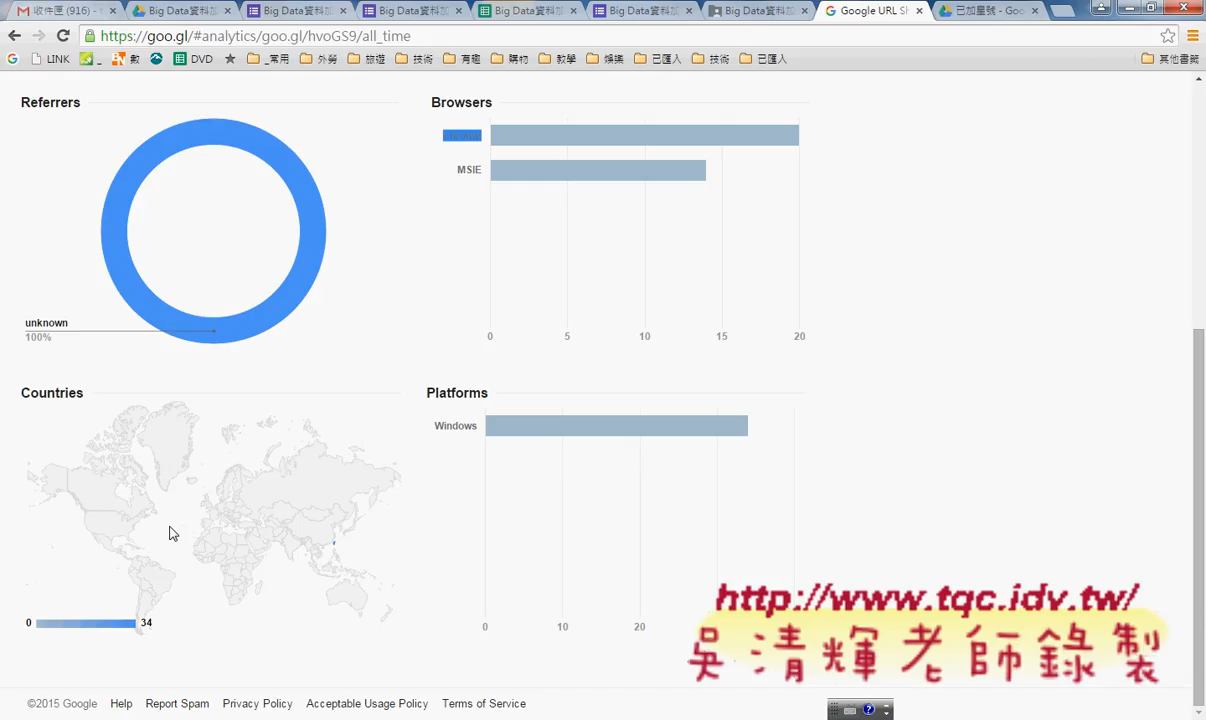 收件匣 (916) -
Big Data資料加
Big Data資料加
Big Data資料加
Big Data資料加
Big Data資料加
Big Data資料加
Google URL Sh
已加星號 - Goo
https://goo.gl/#analytics/goo.gl/hvoGS9/all_time
LINK
數
DVD
_常用
外勞
旅遊
技術
有趣
購物
教學
娛樂
已匯入
技術
已匯入
其他書籤
Referrers
Browsers
MSIE
unknown
100%
0 5 10 15 20
Countries
Platforms
Windows
0 34
0 10 20
http://www.tqc.idv.tw/
吳清輝老師錄製
©2015 Google Help Report Spam Privacy Policy Acceptable Usage Policy Terms of Service